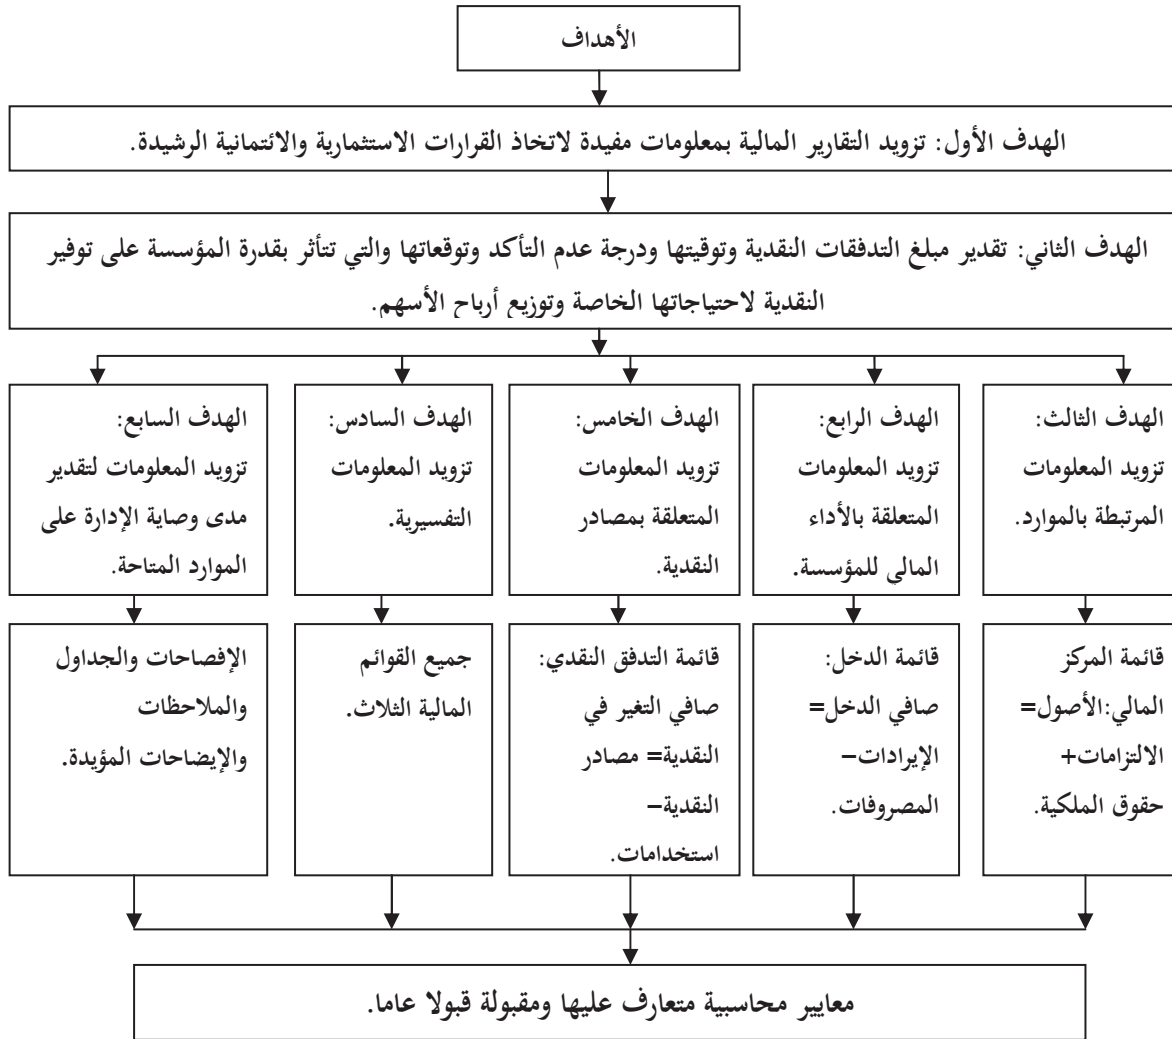 الأهداف
الهدف الأول: تزويد التقارير المالية بمعلومات مفيدة لاتخاذ القرارات الاستثمارية والائتمانية الرشيدة.
الهدف الثاني: تقدير مبلغ التدفقات النقدية وتوقيتها ودرجة عدم التأكد وتوقعاتها والتي تتأثر بقدرة المؤسسة على توفير
النقدية لاحتياجاتها الخاصة وتوزيع أرباح الأسهم.
الهدف الثالث:
تزويد المعلومات
المرتبطة بالموارد.
الهدف الرابع:
تزويد المعلومات
المتعلقة بالأداء
المالي للمؤسسة.
الهدف الخامس:
تزويد المعلومات
المتعلقة بمصادر
النقدية.
الهدف السادس:
تزويد المعلومات
التفسيرية.
الهدف السابع:
تزويد المعلومات لتقدير
مدى وصاية الإدارة على
الموارد المتاحة.
قائمة المركز
المالي:الأصول=
الالتزامات+
حقوق الملكية.
قائمة الدخل:
صافي الدخل=
الإيرادات–
المصروفات.
قائمة التدفق النقدي:
صافي التغير في
النقدية= مصادر
النقدية–
استخدامات.
جميع القوائم
المالية الثلاث.
الإفصاحات والجداول
والملاحظات
والإيضاحات المؤيدة.
معايير محاسبية متعارف عليها ومقبولة قبولا عاما.